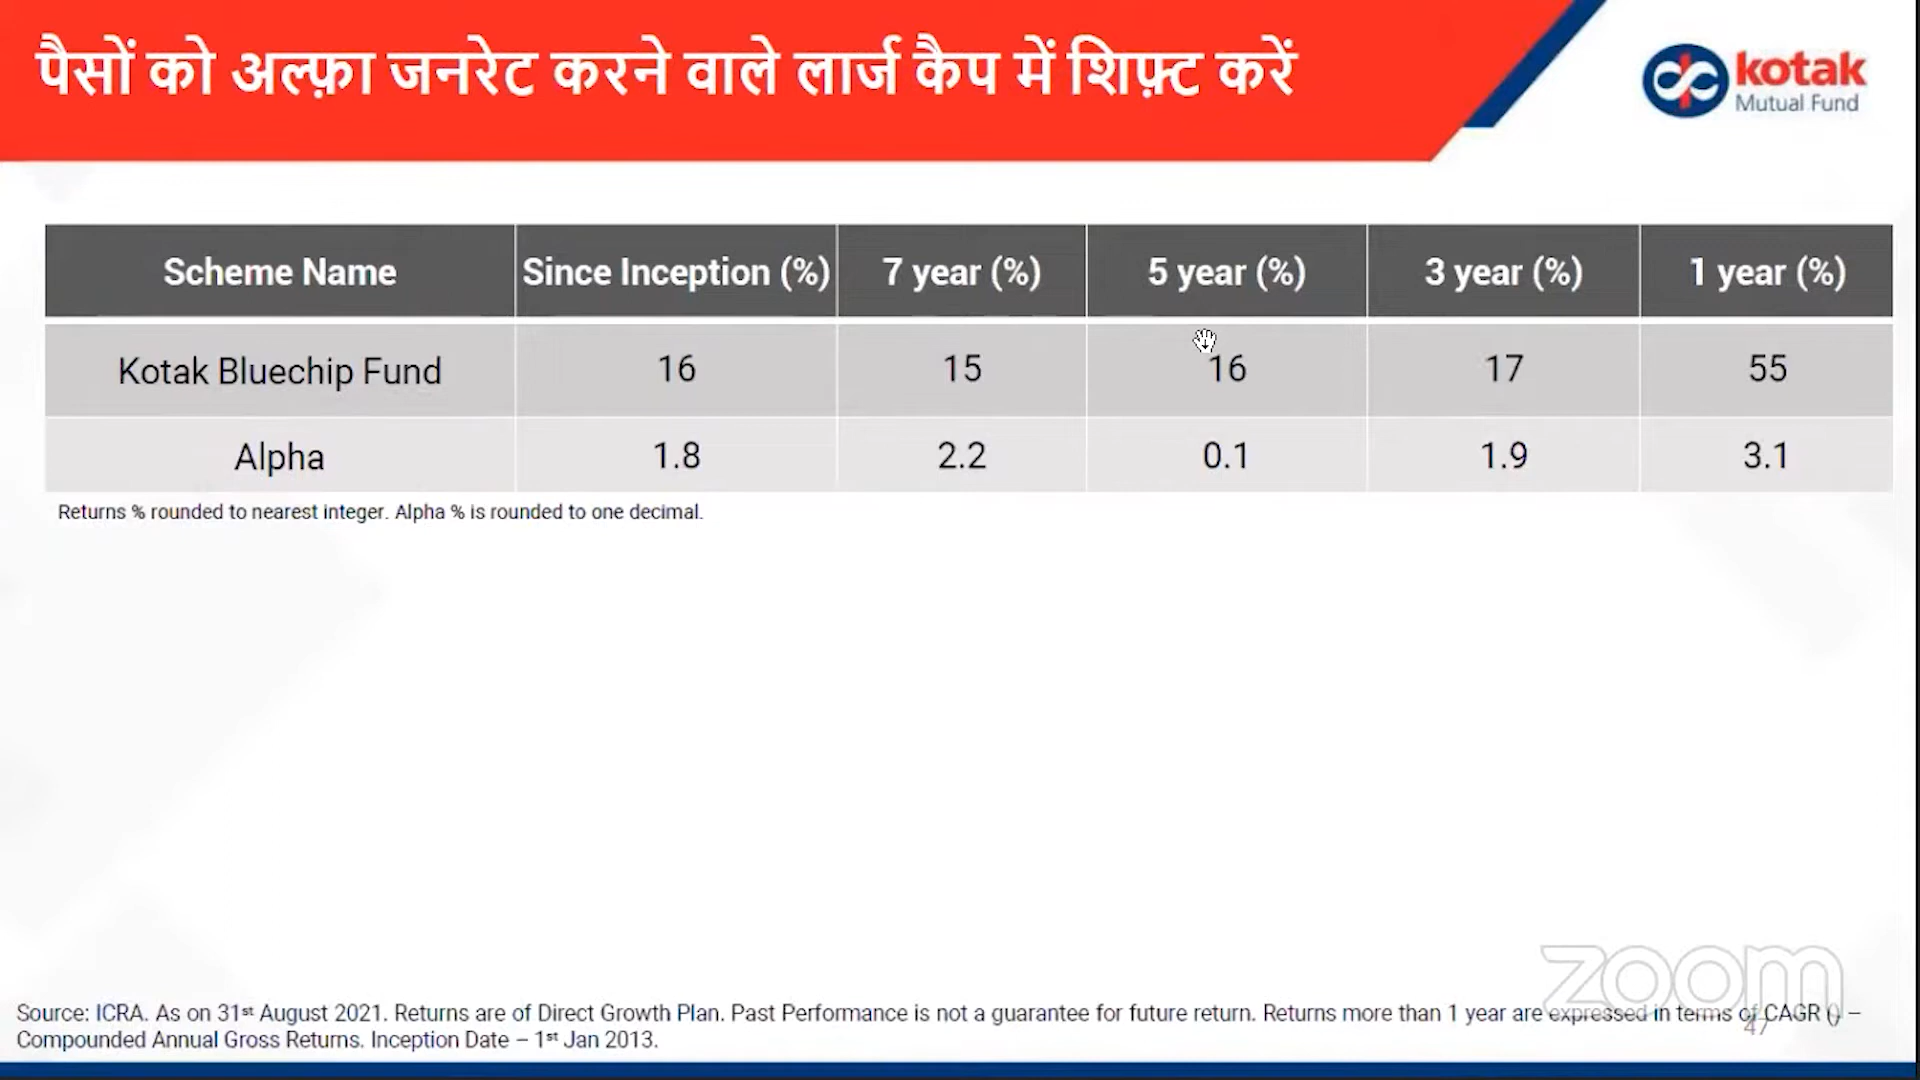 पैसों को अल्फ़ा जनरेट करने वाले लार्ज कैप में शिफ़्ट करें
kotak
Mutual Fund
Scheme Name Since Inception (%) 7 year (%) 5 year (%) 3 year (%) 1 year (%)
Kotak Bluechip Fund 16 15 16 17 55
Alpha 1.8 2.2 0.1 1.9 3.1
Returns % rounded to nearest integer. Alpha % is rounded to one decimal.
zoom
Source: ICRA. As on 31st August 2021. Returns are of Direct Growth Plan. Past Performance is not a guarantee for future return. Returns more than 1 year are expressed in terms of CAGR () –
Compounded Annual Gross Returns. Inception Date – 1st Jan 2013.
47